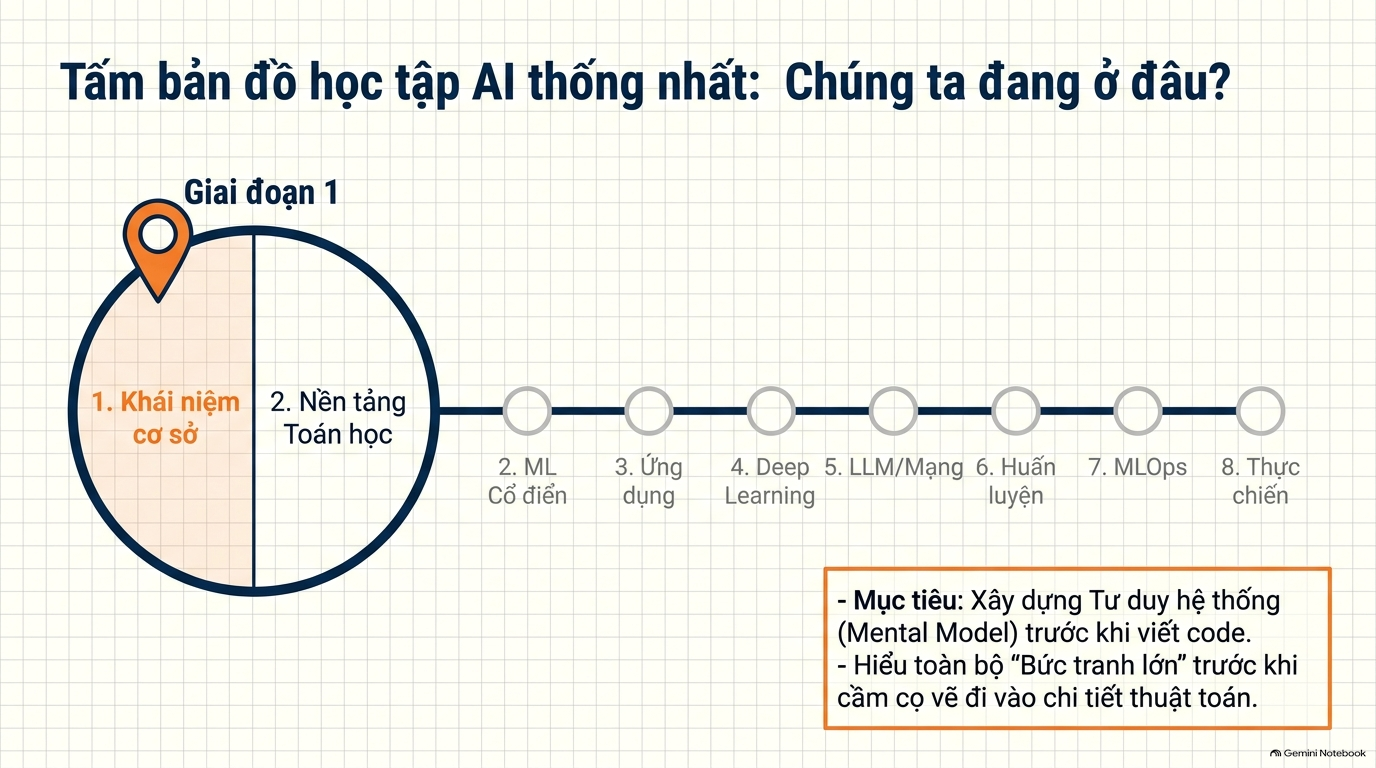 Tấm bản đồ học tập AI thống nhất: Chúng ta đang ở đâu?
Giai đoạn 1
1. Khái niệm
cơ sở
2. Nền tảng
Toán học
2. ML
Cổ điển
3. Ứng
dụng
4. Deep
Learning
5. LLM/Mạng
6. Huấn
luyện
7. MLOps
8. Thực
chiến
- Mục tiêu: Xây dựng Tư duy hệ thống
(Mental Model) trước khi viết code.
- Hiểu toàn bộ “Bức tranh lớn” trước khi
cầm cọ vẽ đi vào chi tiết thuật toán.
Gemini Notebook